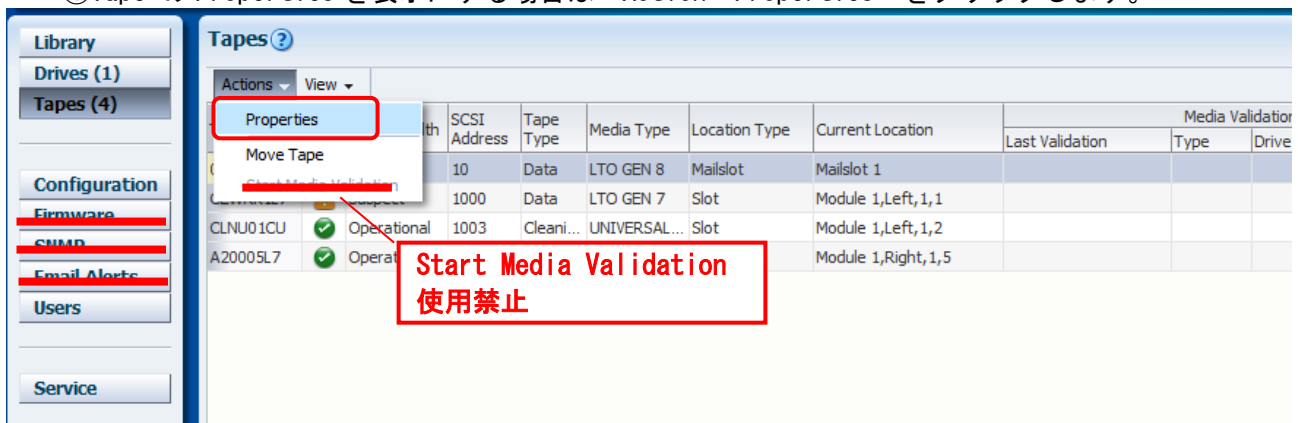 Tapes?
Library
Drives (1)
Tapes (4)
Configuration
Firmware
SNMP
Email Alerts
Users
Service
Actions View
Properties
Move Tape
Start Media Validation
lth SCSI Address Tape Type Media Type Location Type Current Location Media Validation
Last Validation Type Drive
10 Data LTO GEN 8 Mailslot Mailslot 1
Suspect 1000 Data LTO GEN 7 Slot Module 1,Left,1,1
CLNU01CU Operational 1003 Cleani... UNIVERSAL... Slot Module 1,Left,1,2
A20005L7 Operat Module 1,Right,1,5
Start Media Validation
使用禁止